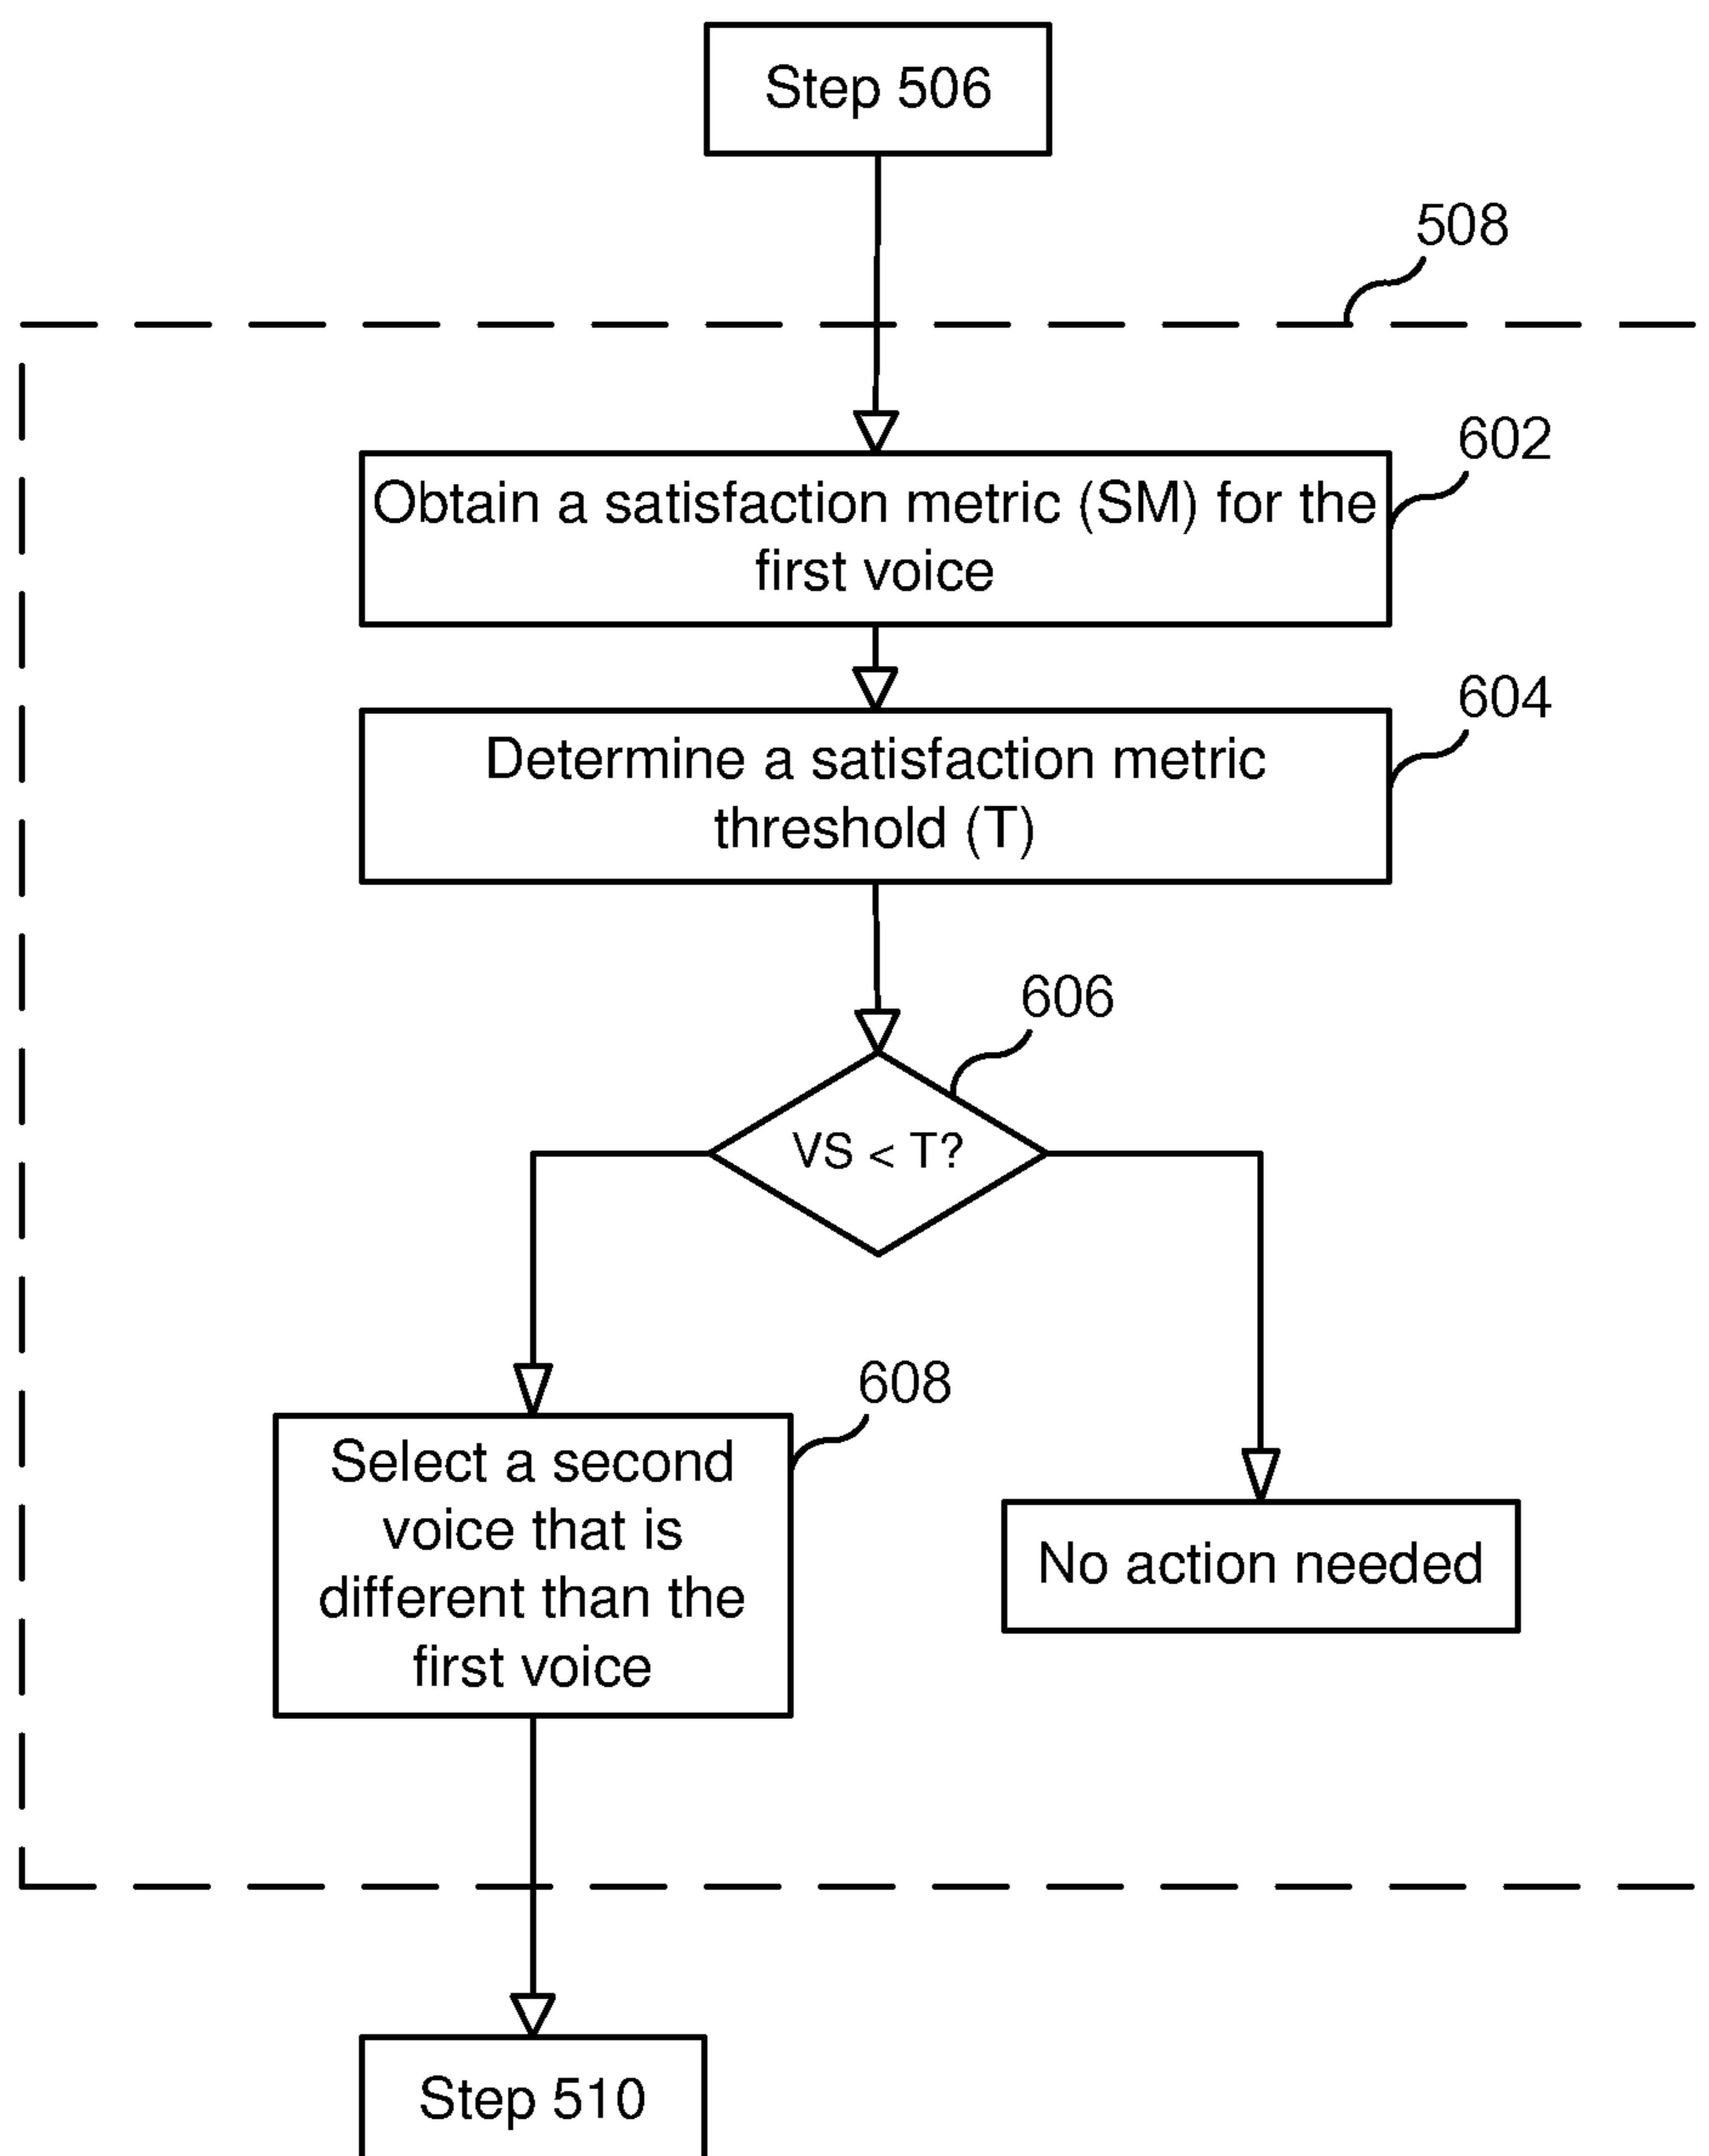 Step 506
508
602
Obtain a satisfaction metric (SM) for the
first voice
604
Determine a satisfaction metric
threshold (T)
606
VS < T?
608
Select a second
voice that is
different than the
first voice
No action needed
Step 510